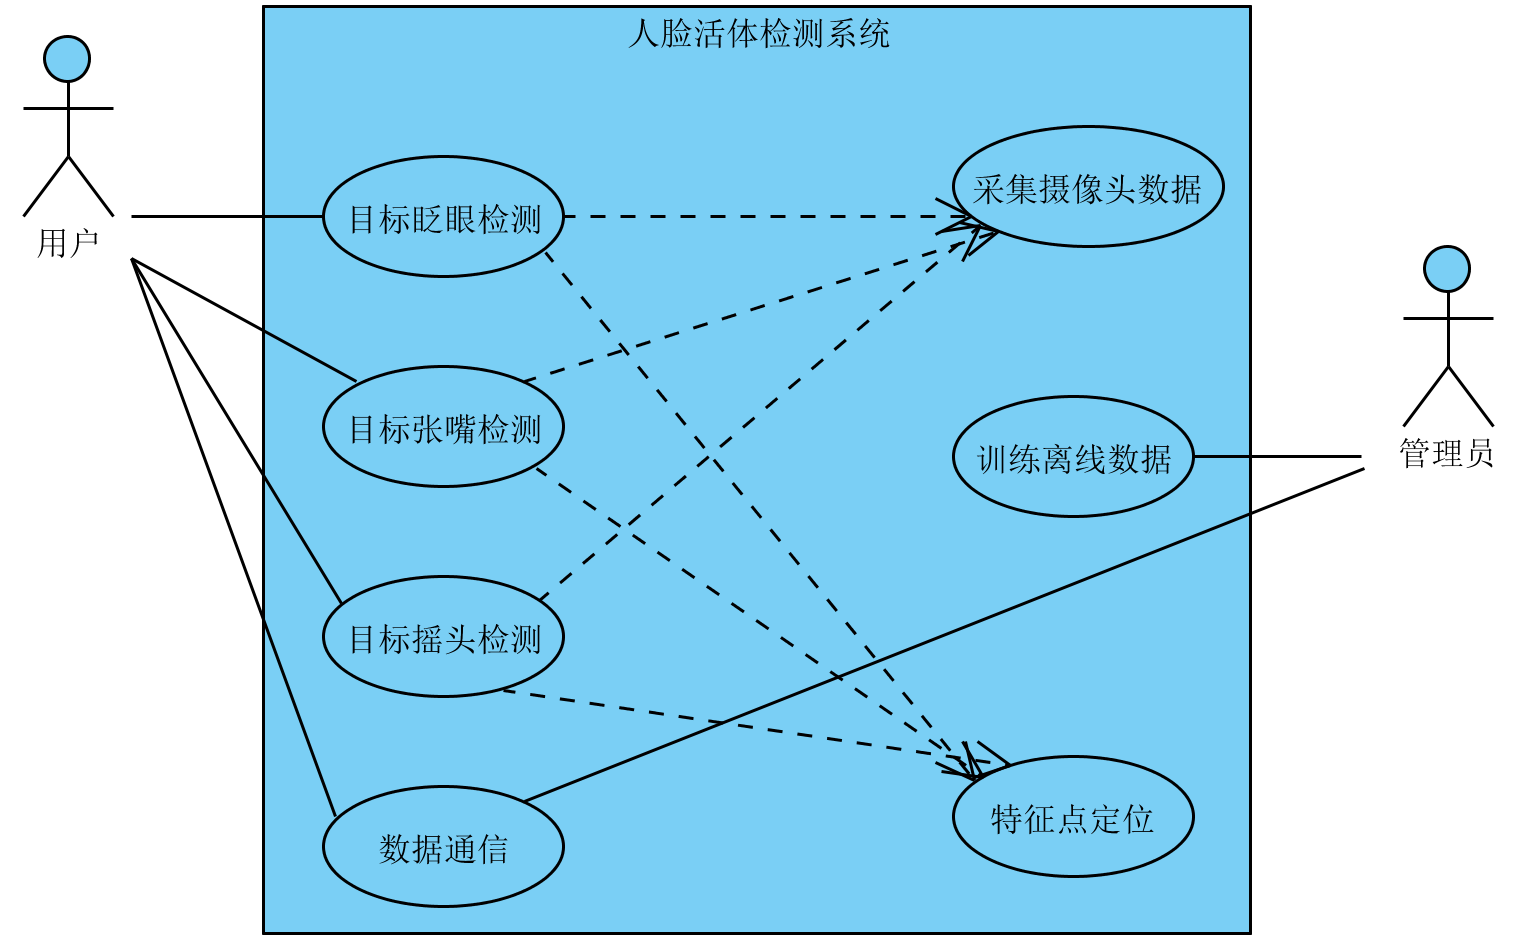 人脸活体检测系统
用户
目标眨眼检测
采集摄像头数据
目标张嘴检测
训练离线数据
管理员
目标摇头检测
数据通信
特征点定位